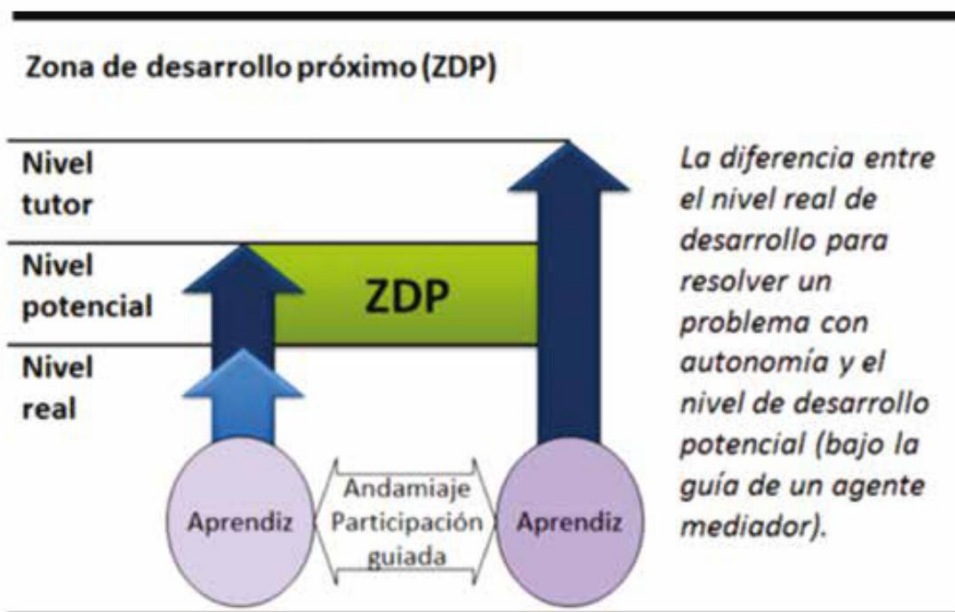 Zona de desarrollo próximo (ZDP)
Nivel
tutor
Nivel
potencial
Nivel
real
ZDP
Aprendiz
Andamiaje
Participación
guiada
Aprendiz
La diferencia entre
el nivel real de
desarrollo para
resolver un
problema con
autonomía y el
nivel de desarrollo
potencial (bajo la
guía de un agente
mediador).